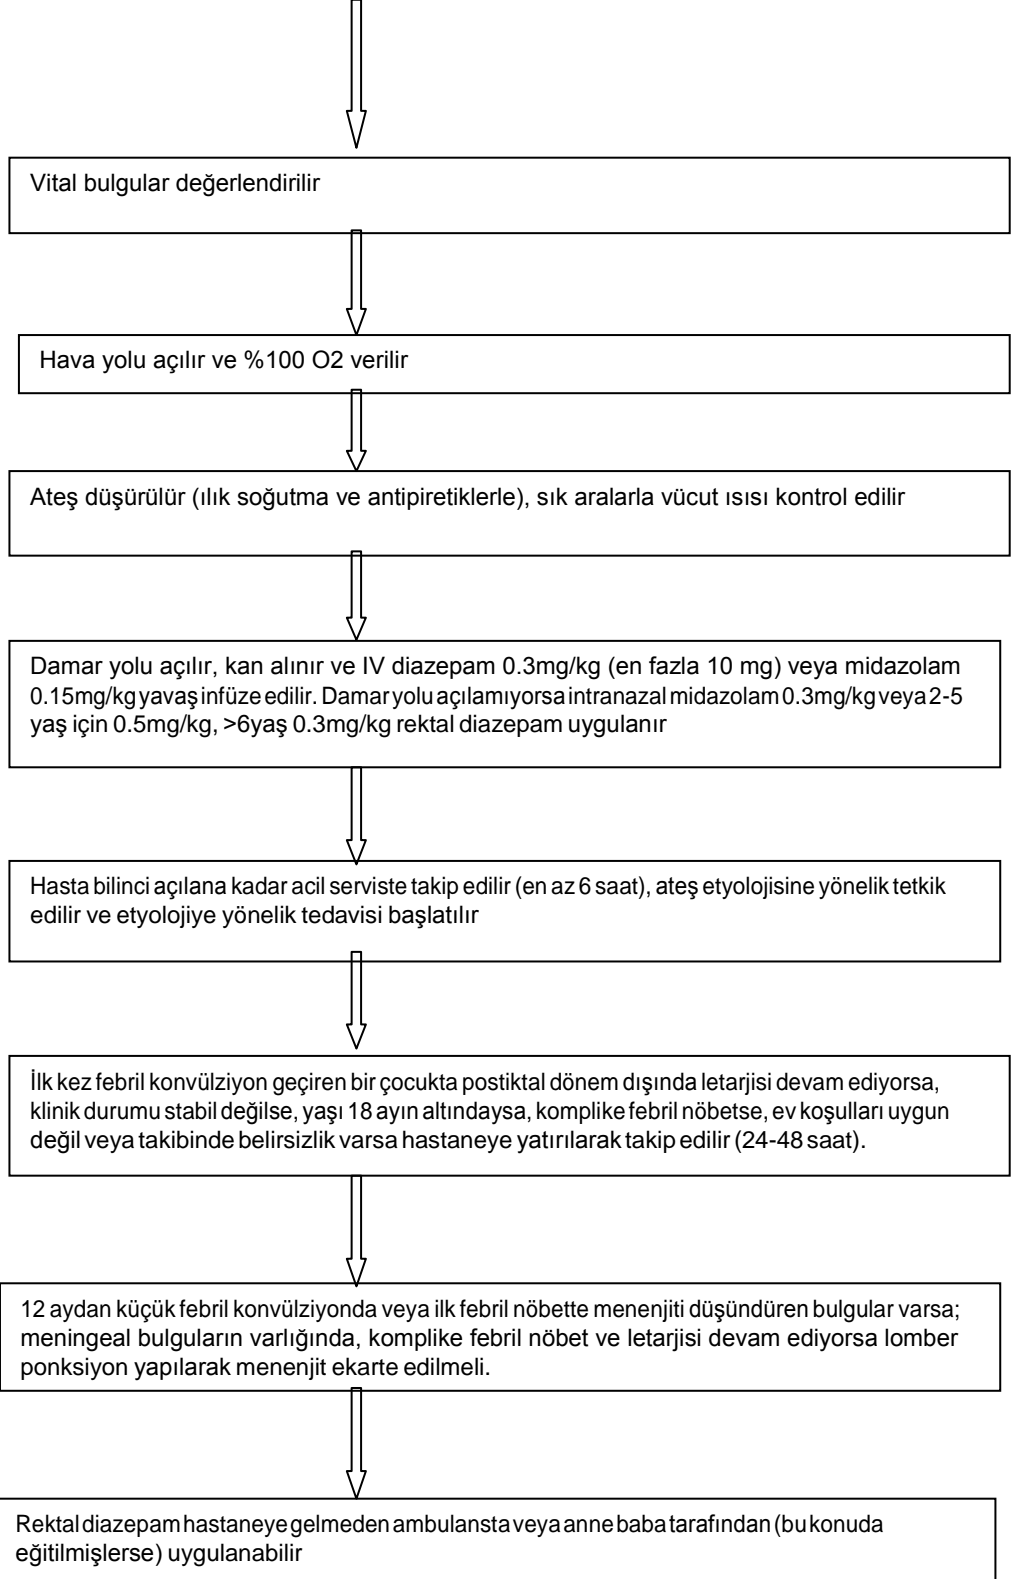 Vital bulgular değerlendirilir
Hava yolu açılır ve %100 O2 verilir
Ateş düşürülür (ılık soğutma ve antipiretiklerle), sık aralarla vücut ısısı kontrol edilir
Damar yolu açılır, kan alınır ve IV diazepam 0.3mg/kg (en fazla 10 mg) veya midazolam
0.15mg/kg yavaş infüze edilir. Damar yolu açılamıyorsa intranazal midazolam 0.3mg/kg veya 2-5
yaş için 0.5mg/kg, >6yaş 0.3mg/kg rektal diazepam uygulanır
Hasta bilinci açılana kadar acil serviste takip edilir (en az 6 saat), ateş etyolojisine yönelik tetkik
edilir ve etyolojiye yönelik tedavisi başlatılır
İlk kez febril konvülziyon geçiren bir çocukta postiktal dönem dışında letarjisi devam ediyorsa,
klinik durumu stabil değilse, yaşı 18 ayın altındaysa, komplike febril nöbetse, ev koşulları uygun
değil veya takibinde belirsizlik varsa hastaneye yatırılarak takip edilir (24-48 saat).
12 aydan küçük febril konvülziyonda veya ilk febril nöbette menenjiti düşündüren bulgular varsa;
meningeal bulguların varlığında, komplike febril nöbet ve letarjisi devam ediyorsa lomber
ponksiyon yapılarak menenjit ekarte edilmeli.
Rektal diazepam hastaneye gelmeden ambulansta veya anne baba tarafından (bu konuda
eğitilmişlerse) uygulanabilir